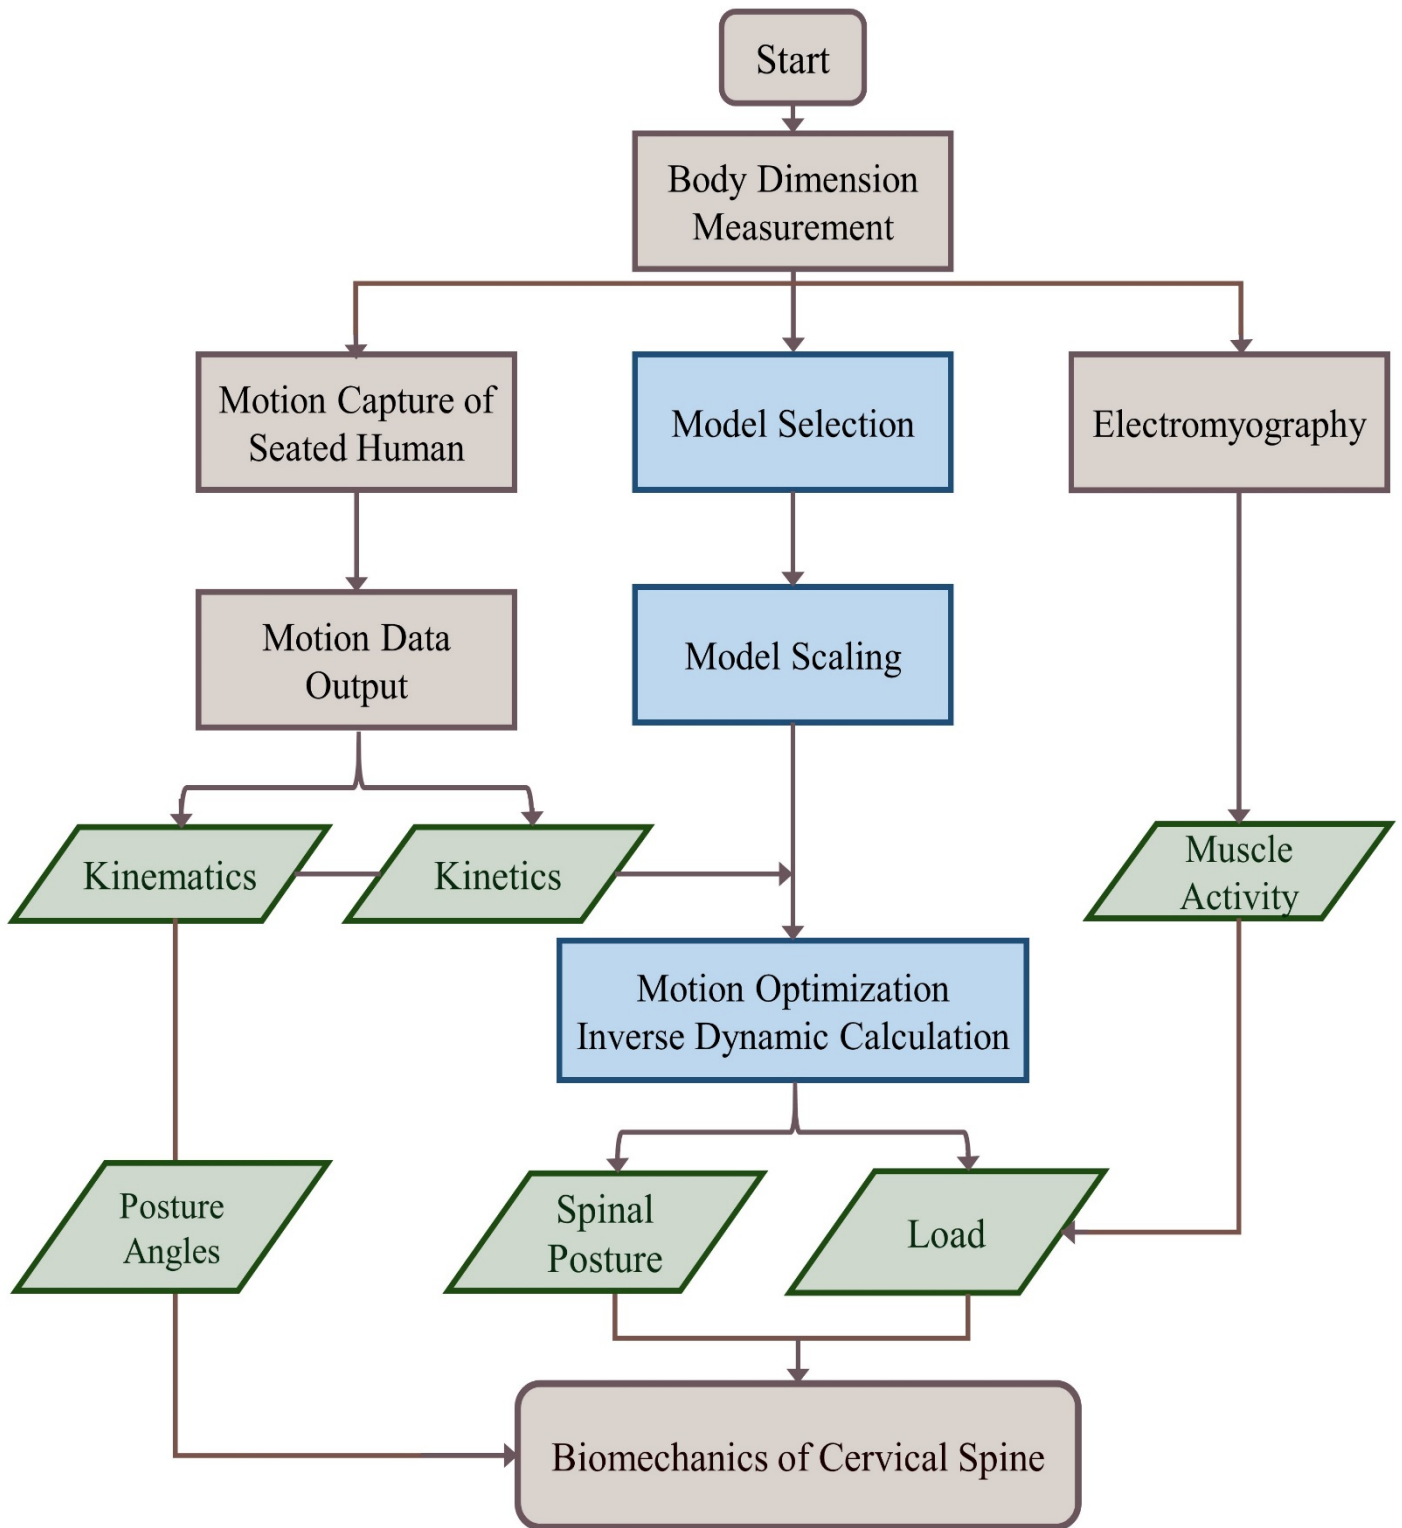 Start
Body Dimension
Measurement
Motion Capture of
Seated Human
Model Selection
Electromyography
Motion Data
Output
Model Scaling
Kinematics
Kinetics
Muscle
Activity
Motion Optimization
Inverse Dynamic Calculation
Posture
Angles
Spinal
Posture
Load
Biomechanics of Cervical Spine